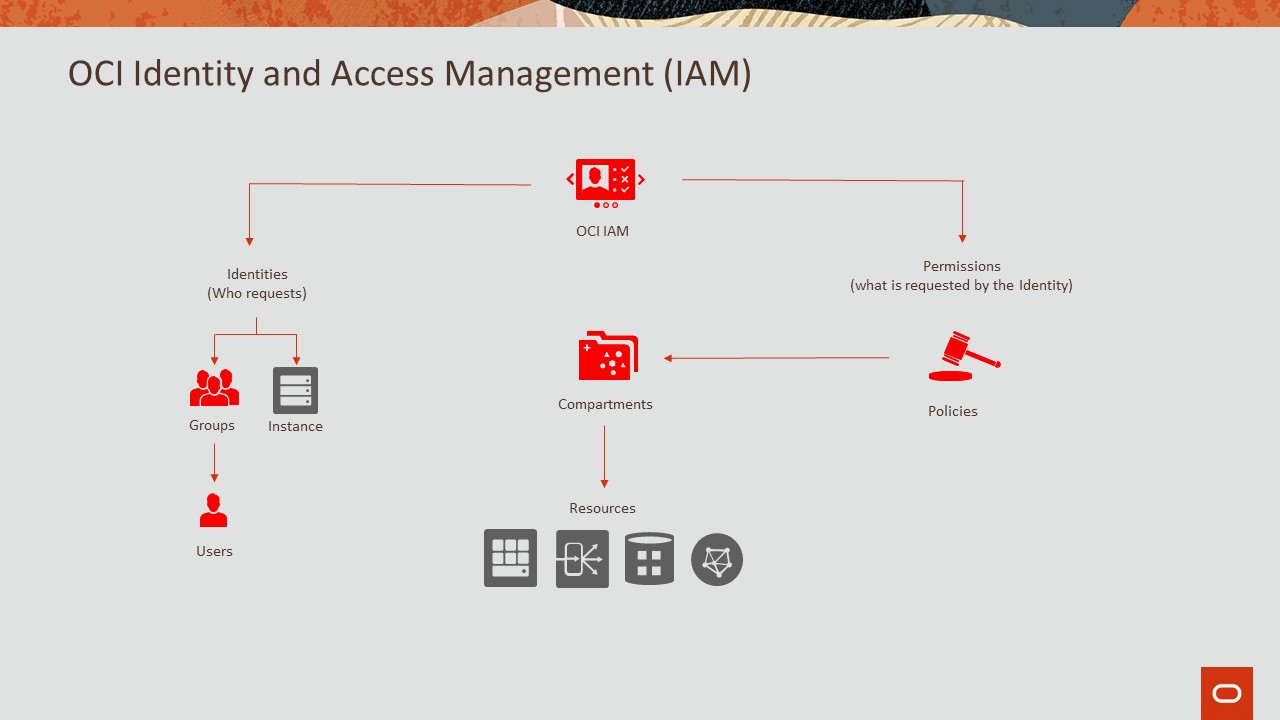 OCI Identity and Access Management (IAM)
OCI IAM
Identities
(Who requests)
Permissions
(what is requested by the Identity)
Groups
Instance
Compartments
Policies
Users
Resources